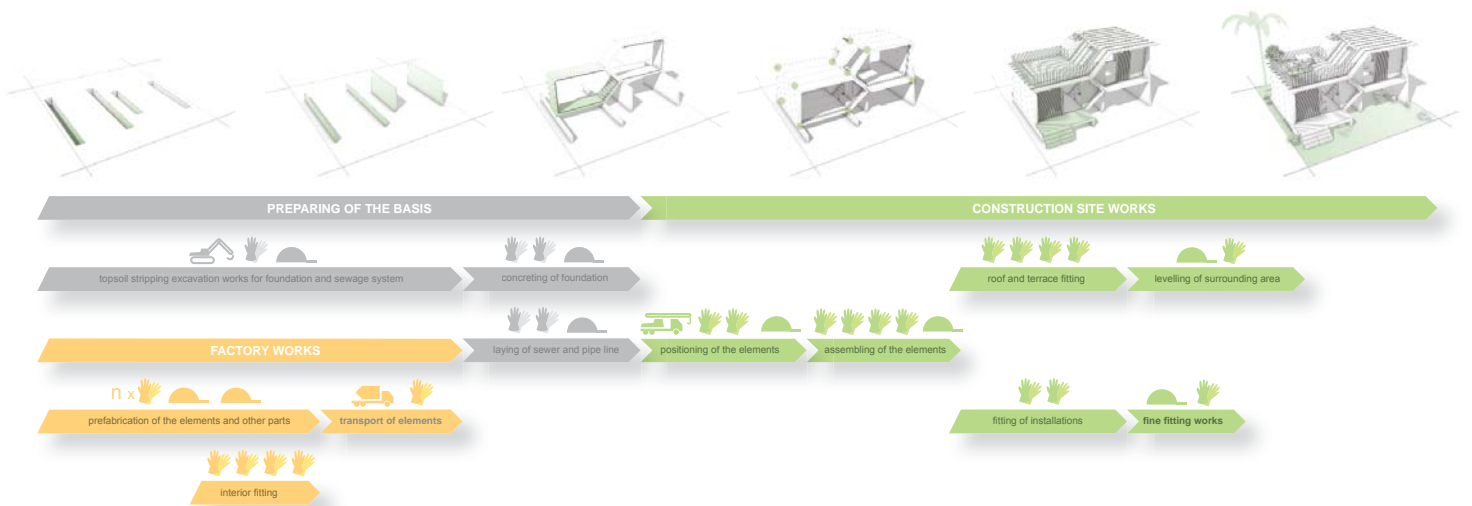 PREPARING OF THE BASIS
CONSTRUCTION SITE WORKS
topsoil stripping excavation works for foundation and sewage system
concreting of foundation
roof and terrace fitting
levelling of surrounding area
FACTORY WORKS
laying of sewer and pipe line
positioning of the elements
assembling of the elements
n x
prefabrication of the elements and other parts
transport of elements
fitting of installations
fine fitting works
interior fitting